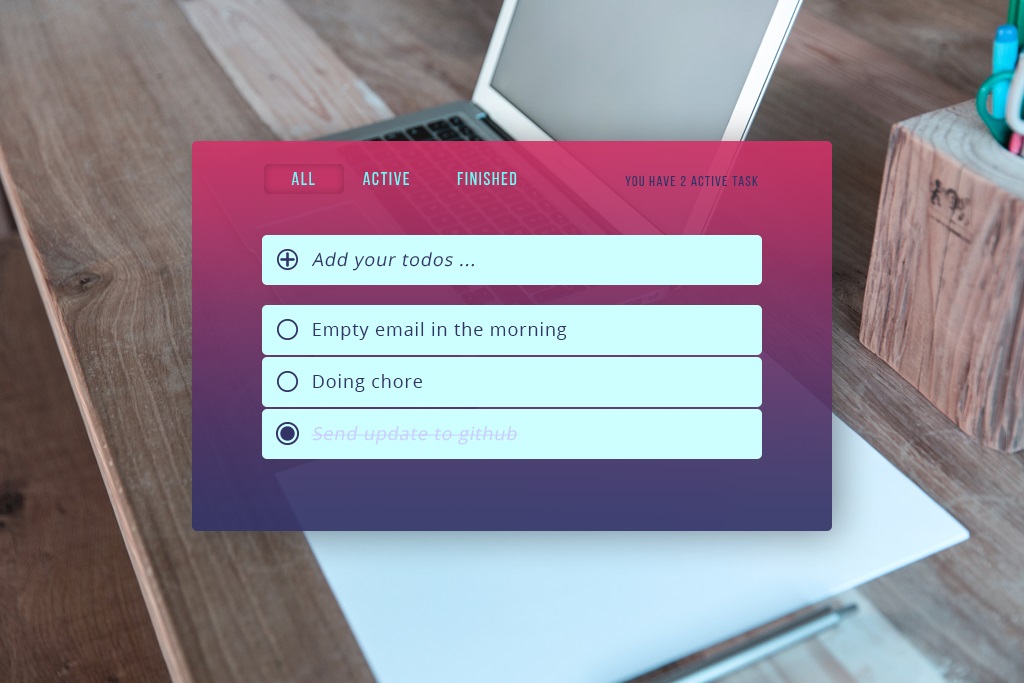 ALL ACTIVE FINISHED YOU HAVE 2 ACTIVE TASK
Add your todos ...
Empty email in the morning
Doing chore
Send update to github